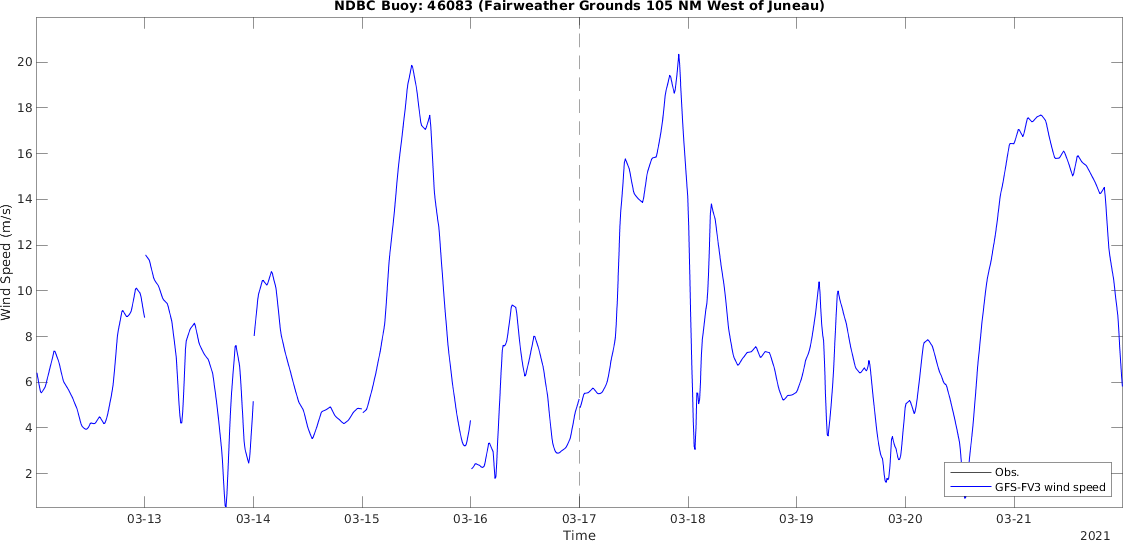 NDBC Buoy: 46083 (Fairweather Grounds 105 NM West of Juneau)
20
18
16
14
12
10
8
6
4
2
Wind Speed (m/s)
Obs.
GFS-FV3 wind speed
03-13 03-14 03-15 03-16 03-17 03-18 03-19 03-20 03-21
Time
2021